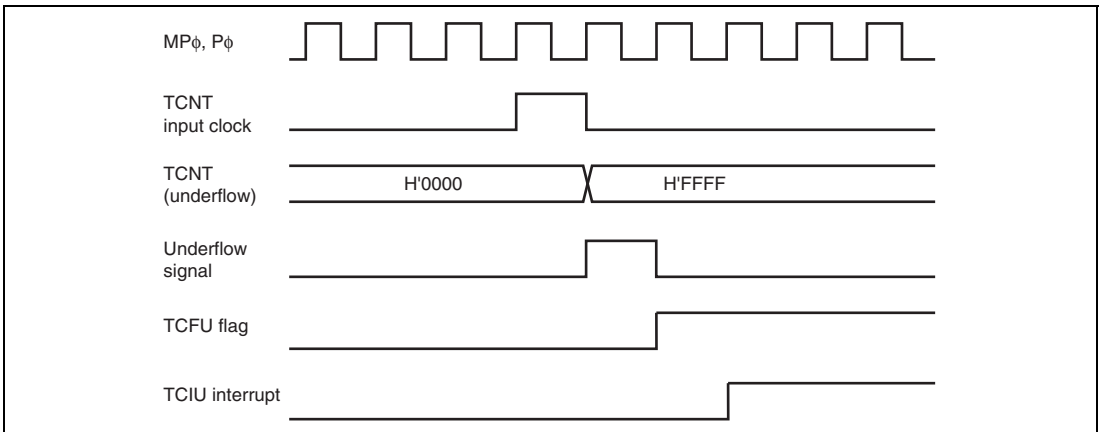 MPϕ, Pϕ
TCNT
input clock
TCNT
(underflow)
H'0000
H'FFFF
Underflow
signal
TCFU flag
TCIU interrupt